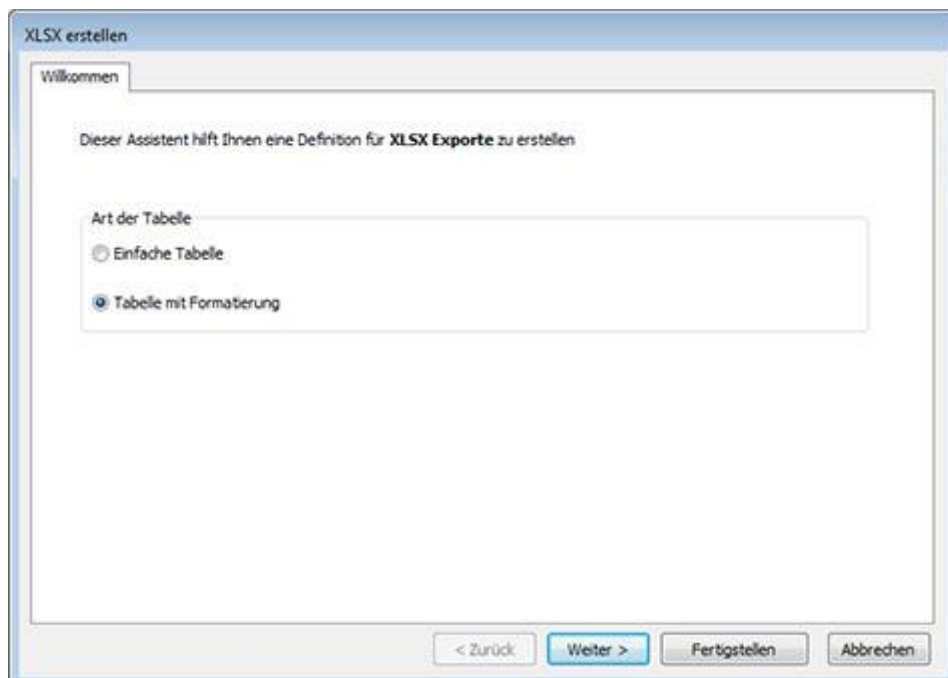 XLSX erstellen
Willkommen
Dieser Assistent hilft Ihnen eine Definition für XLSX Exporte zu erstellen
Art der Tabelle
Einfache Tabelle
Tabelle mit Formatierung
< Zurück
Weiter >
Fertigstellen
Abbrechen